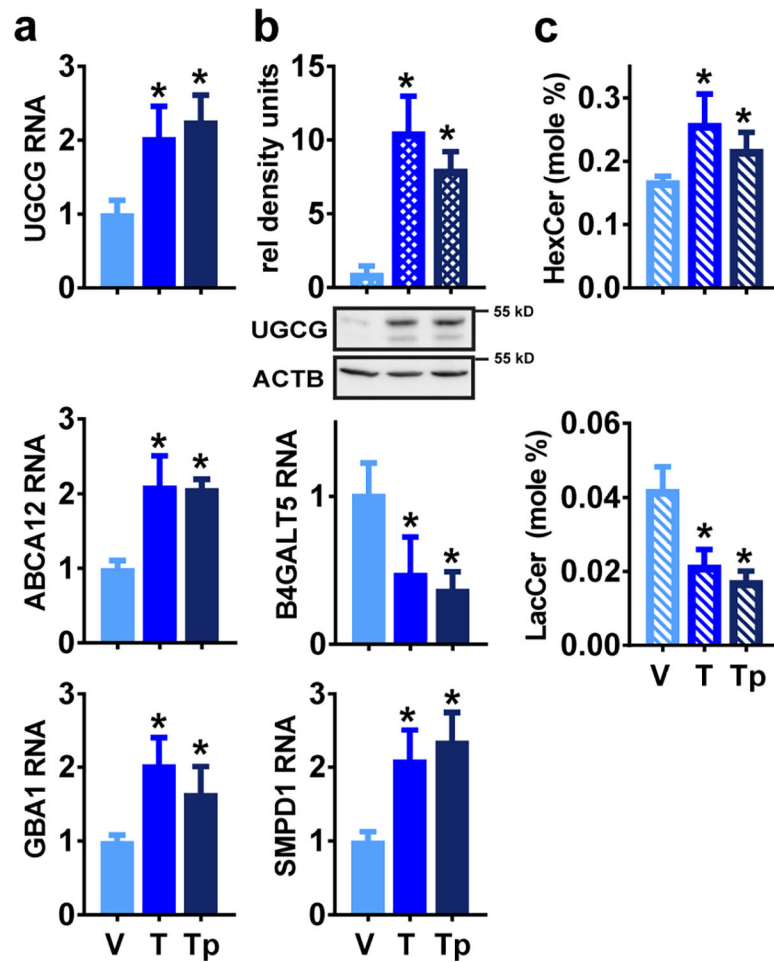 a
b
c
UGCG RNA
3
2
1
0
* *
rel density units
15
10
5
0
*
*
HexCer (mole %)
0.3
0.2
0.1
0.0
*
*
UGCG
55 kD
ACTB
55 kD
ABCA12 RNA
3
2
1
0
* *
B4GALT5 RNA
1
0
*
*
LacCer (mole %)
0.06
0.04
0.02
0.00
*
*
V T Tp
GBA1 RNA
3
2
1
0
*
*
V T Tp
SMPD1 RNA
3
2
1
0
*
*
V T Tp